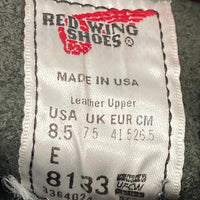 RED WING
SHOES
MADE IN USA
Leather Upper
USA UK EUR CM
8.5 7.5 41.5 26.5
E
8133
UFCW